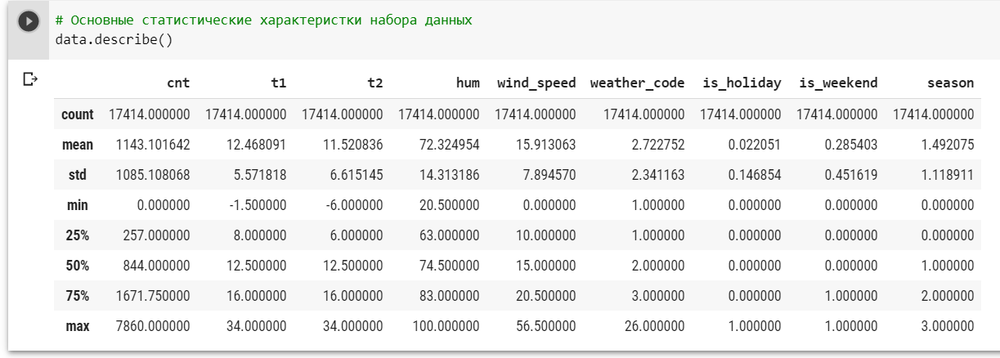 # Основные статистические характеристки набора данных
data.describe()
cnt t1 t2 hum wind_speed weather_code is_holiday is_weekend season
count 17414.000000 17414.000000 17414.000000 17414.000000 17414.000000 17414.000000 17414.000000 17414.000000 17414.000000
mean 1143.101642 12.468091 11.520836 72.324954 15.913063 2.722752 0.022051 0.285403 1.492075
std 1085.108068 5.571818 6.615145 14.313186 7.894570 2.341163 0.146854 0.451619 1.118911
min 0.000000 -1.500000 -6.000000 20.500000 0.000000 1.000000 0.000000 0.000000 0.000000
25% 257.000000 8.000000 6.000000 63.000000 10.000000 1.000000 0.000000 0.000000 0.000000
50% 844.000000 12.500000 12.500000 74.500000 15.000000 2.000000 0.000000 0.000000 1.000000
75% 1671.750000 16.000000 16.000000 83.000000 20.500000 3.000000 0.000000 1.000000 2.000000
max 7860.000000 34.000000 34.000000 100.000000 56.500000 26.000000 1.000000 1.000000 3.000000